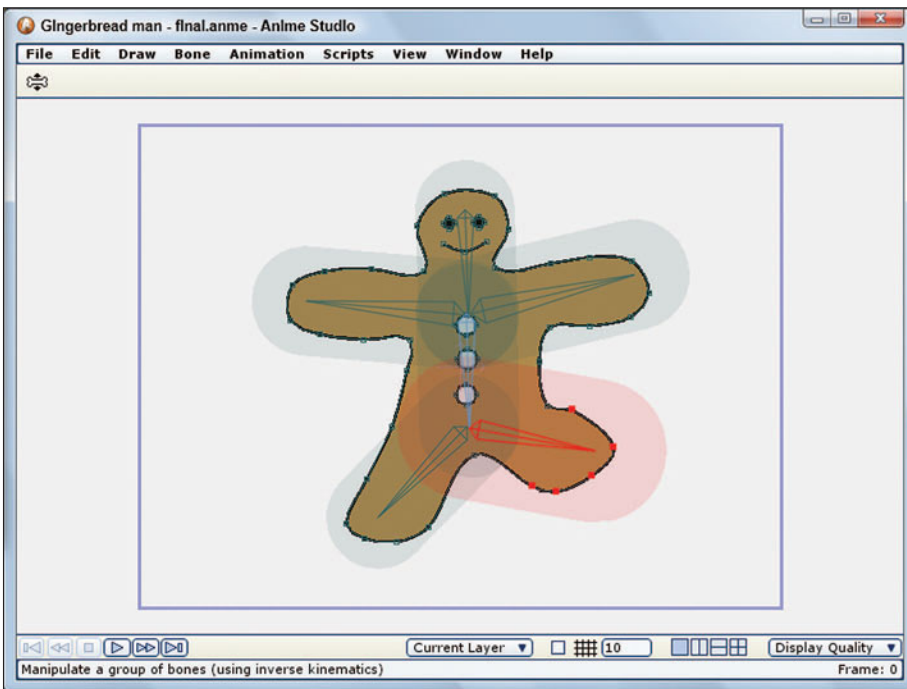 Gingerbread man - final.anme - Anime Studio
File Edit Draw Bone Animation Scripts View Window Help
Current Layer 10 Display Quality
Manipulate a group of bones (using inverse kinematics) Frame: 0